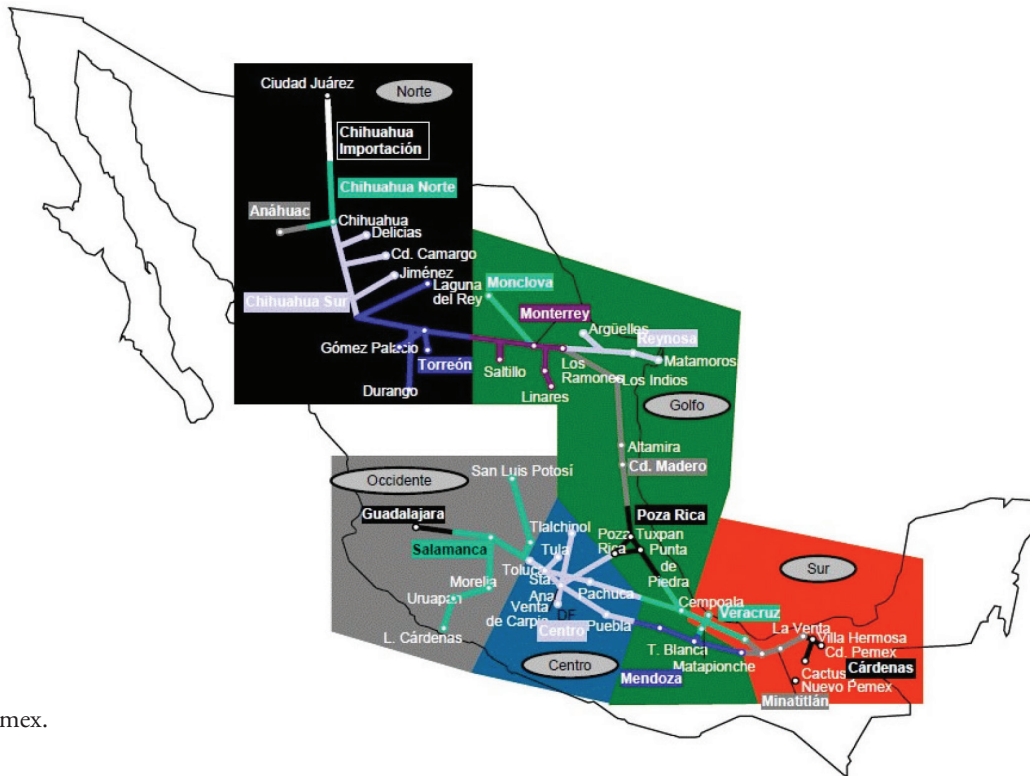 Ciudad Juárez
Norte
Chihuahua
Importación
Chihuahua Norte
Anáhuac
Chihuahua
Delicias
Cd. Camargo
Jiménez
Laguna
del Rey
Chihuahua Sur
Monclova
Monterrey
Argüelles
Reynosa
Gómez Palacio
Torreón
Saltillo
Los
Ramones
Matamoros
Los Indios
Durango
Linares
Golfo
Altamira
Cd. Madero
San Luis Potosí
Occidente
Guadalajara
Poza Rica
Tlalchinol
Poza
Rica
Tuxpan
Punta
de
Piedra
Salamanca
Tula
Toluca
Sta.
Ana
Sur
Morelia
Uruapan
Pachuca
Venta
de Carpio
DF
Cempoala
Veracruz
L. Cárdenas
Centro
Puebla
La Venta
Villa Hermosa
Cd. Pemex
T. Blanca
Matapionche
Cárdenas
Centro
Mendoza
Cactus
Nuevo Pemex
Minatitlán
mex.